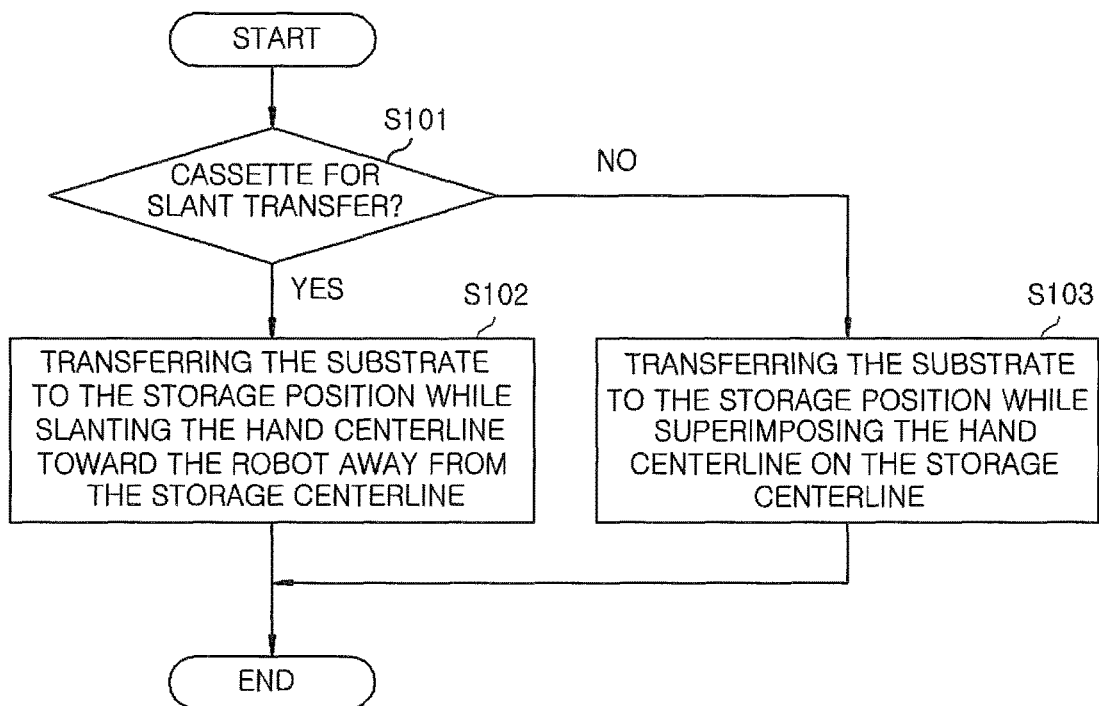 START
S101
CASSETTE FOR
SLANT TRANSFER?
NO
YES
S102
TRANSFERRING THE SUBSTRATE
TO THE STORAGE POSITION WHILE
SLANTING THE HAND CENTERLINE
TOWARD THE ROBOT AWAY FROM
THE STORAGE CENTERLINE
S103
TRANSFERRING THE SUBSTRATE
TO THE STORAGE POSITION WHILE
SUPERIMPOSING THE HAND
CENTERLINE ON THE STORAGE
CENTERLINE
END